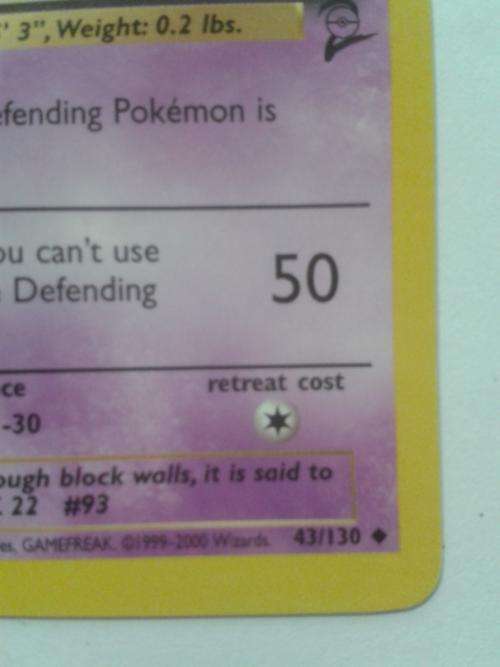 ' 3", Weight: 0.2 lbs.
efending Pokémon is
ou can't use
Defending
50
ce
retreat cost
-30
ough block walls, it is said to
22 #93
es, GAMEFREAK. ©1999-2000 Wizards. 43/130